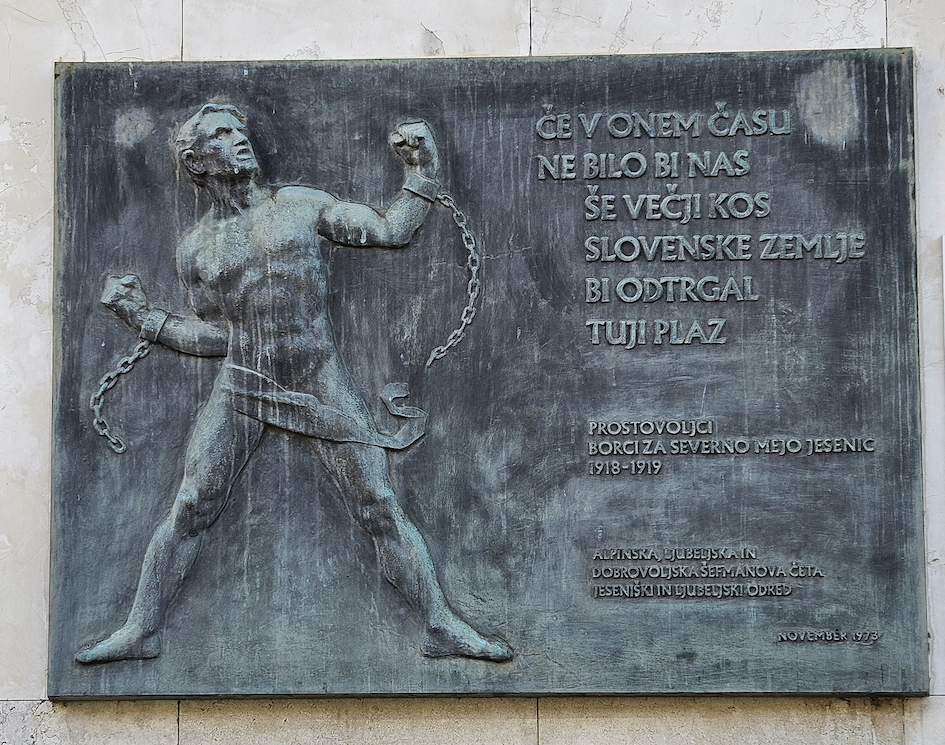 ČE V ONEM ČASU
NE BILO BI NAS
ŠE VEČJI KOS
SLOVENSKE ZEMLJE
BI ODTRGAL
TUJI PLAZ
PROSTOVOLJCI
BORCI ZA SEVERNO MEJO JESENIC
1918-1919
ALPINSKA, LJUBELJSKA IN
DOBROVOLJSKA ŠEFMANOVA ČETA
JESENIŠKI IN LJUBELJSKI ODRED
NOVEMBER 1973